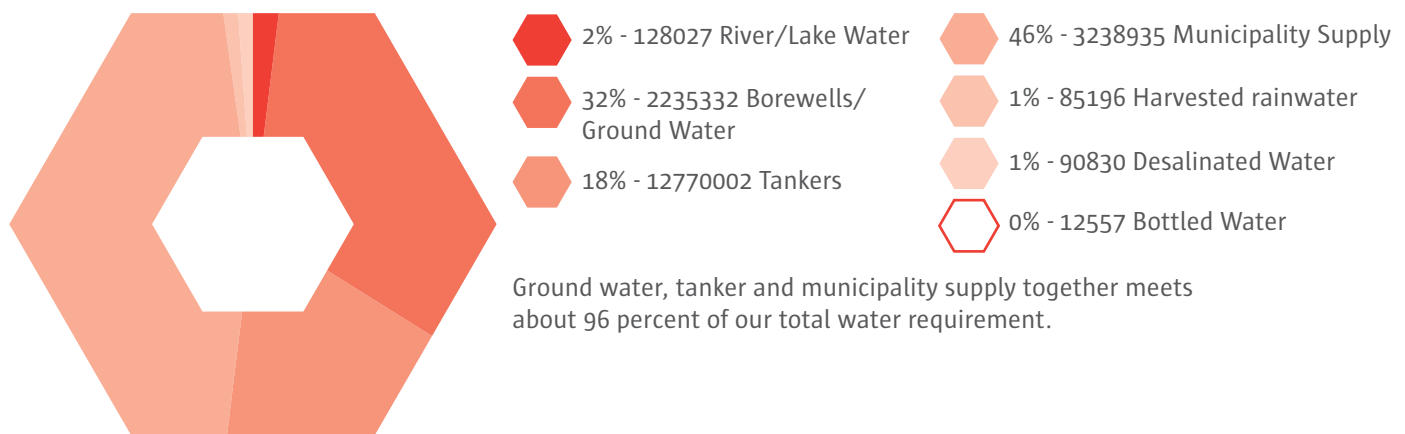 2% - 128027 River/Lake Water
32% - 2235332 Borewells/
Ground Water
18% - 12770002 Tankers
46% - 3238935 Municipality Supply
1% - 85196 Harvested rainwater
1% - 90830 Desalinated Water
0% - 12557 Bottled Water
Ground water, tanker and municipality supply together meets
about 96 percent of our total water requirement.